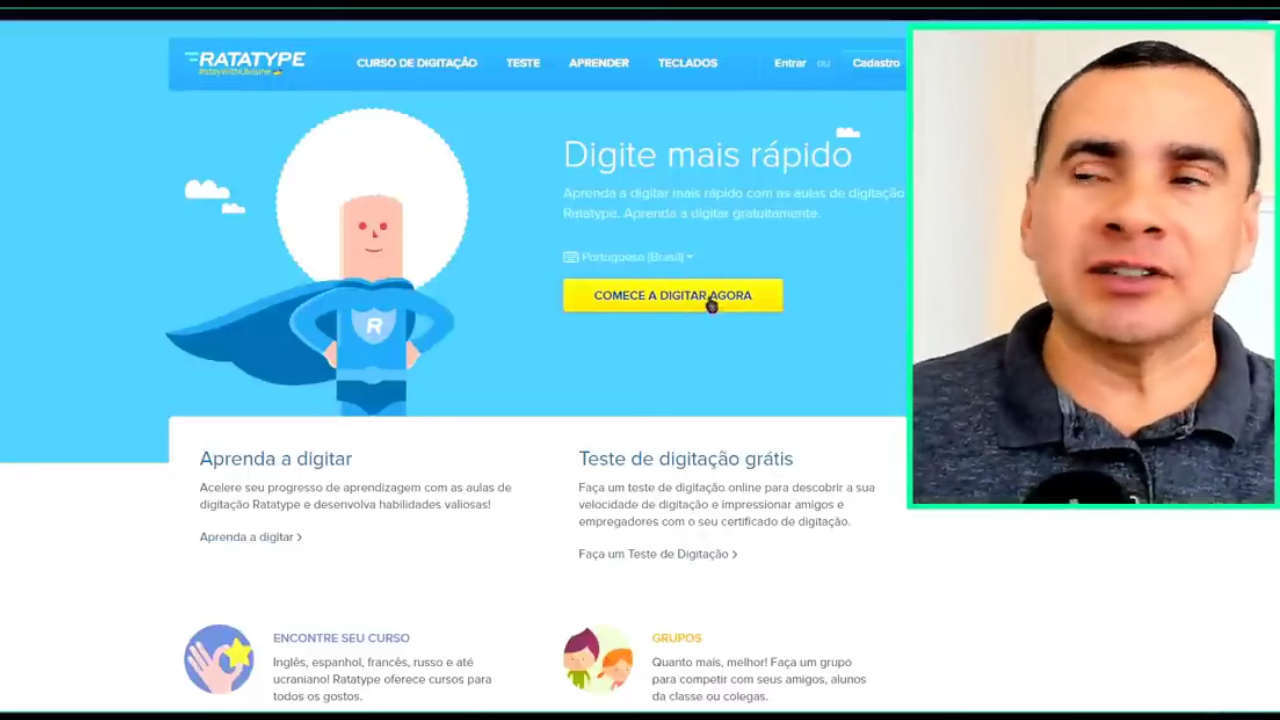 RATATYPE
#stayWithUkraine
CURSO DE DIGITAÇÃO
TESTE
APRENDER
TECLADOS
Entrar ou Cadastro
Digite mais rápido
Aprenda a digitar mais rápido com as aulas de digitação
Ratatype. Aprenda a digitar gratuitamente.
Portuguese (Brasil)
COMECE A DIGITAR AGORA
R
Aprenda a digitar
Acelere seu progresso de aprendizagem com as aulas de
digitação Ratatype e desenvolva habilidades valiosas!
Aprenda a digitar
Teste de digitação grátis
Faça um teste de digitação online para descobrir a sua
velocidade de digitação e impressionar amigos e
empregadores com o seu certificado de digitação.
Faça um Teste de Digitação
ENCONTRE SEU CURSO
Inglês, espanhol, francês, russo e até
ucraniano! Ratatype oferece cursos para
todos os gostos.
GRUPOS
Quanto mais, melhor! Faça um grupo
para competir com seus amigos, alunos
da classe ou colegas.